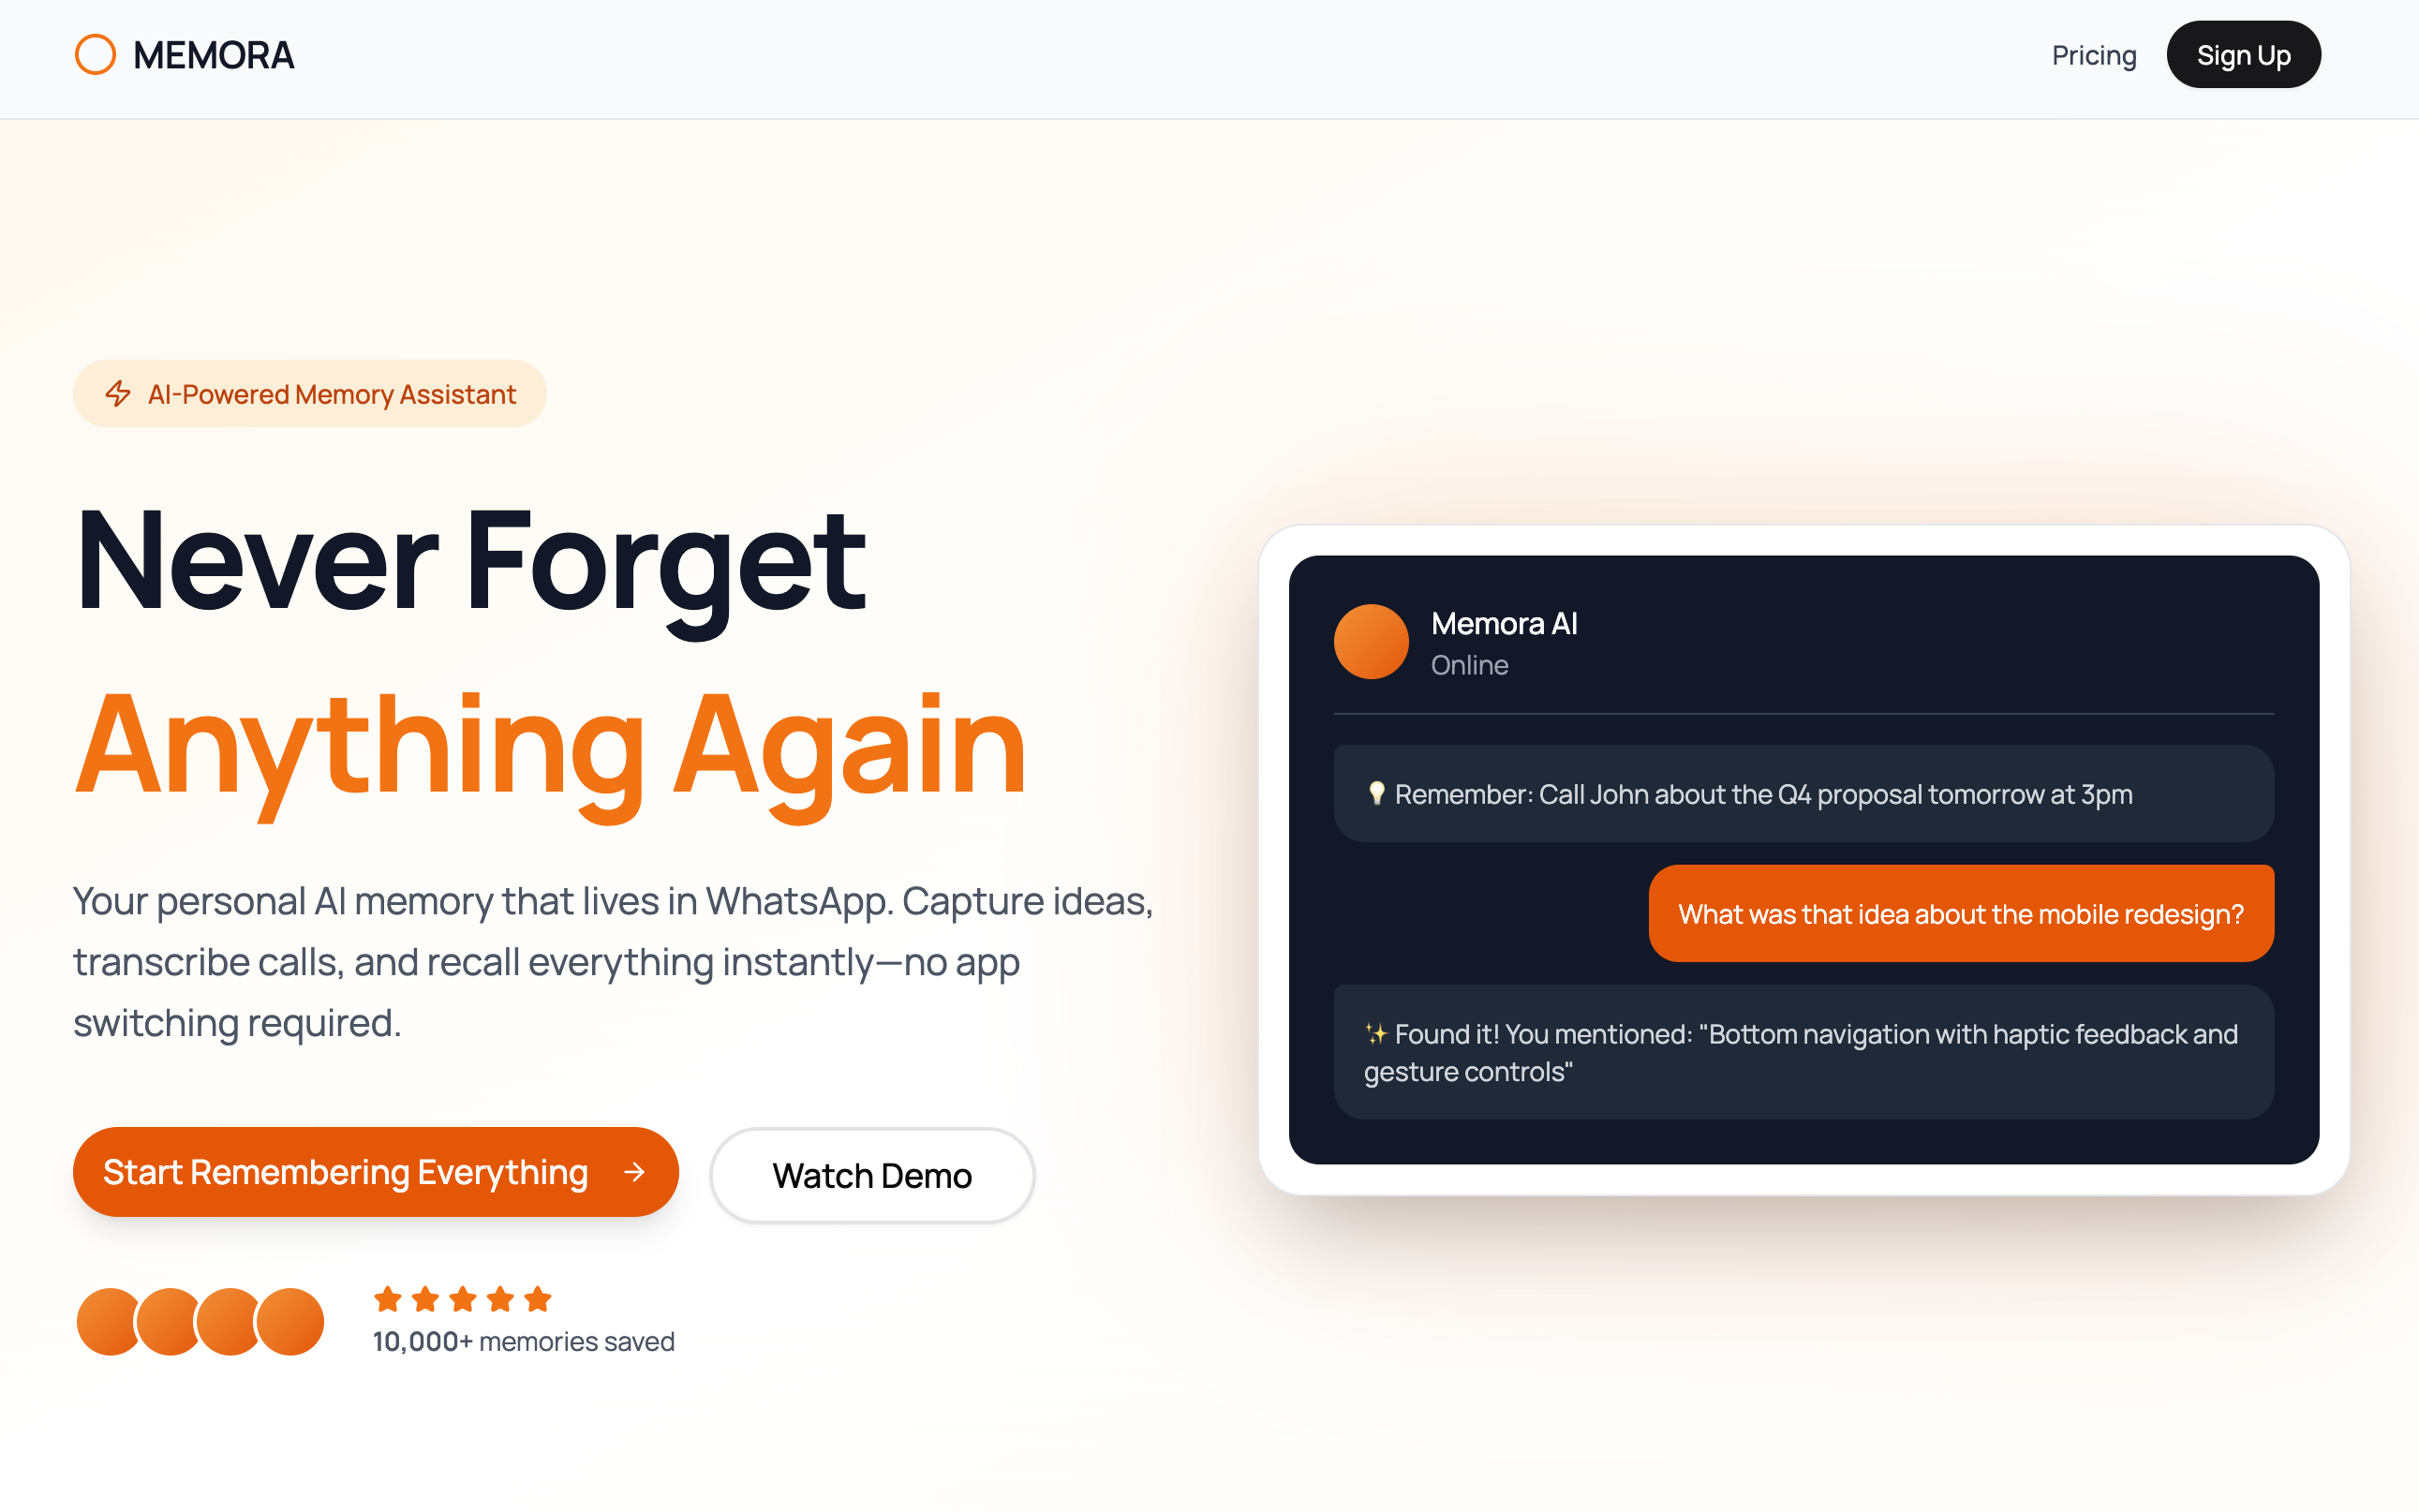 MEMORA
Pricing
Sign Up
AI-Powered Memory Assistant
Never Forget
Anything Again
Your personal AI memory that lives in WhatsApp. Capture ideas,
transcribe calls, and recall everything instantly—no app
switching required.
Start Remembering Everything →
Watch Demo
10,000+ memories saved
Memora AI
Online
💡 Remember: Call John about the Q4 proposal tomorrow at 3pm
What was that idea about the mobile redesign?
✨ Found it! You mentioned: "Bottom navigation with haptic feedback and
gesture controls"